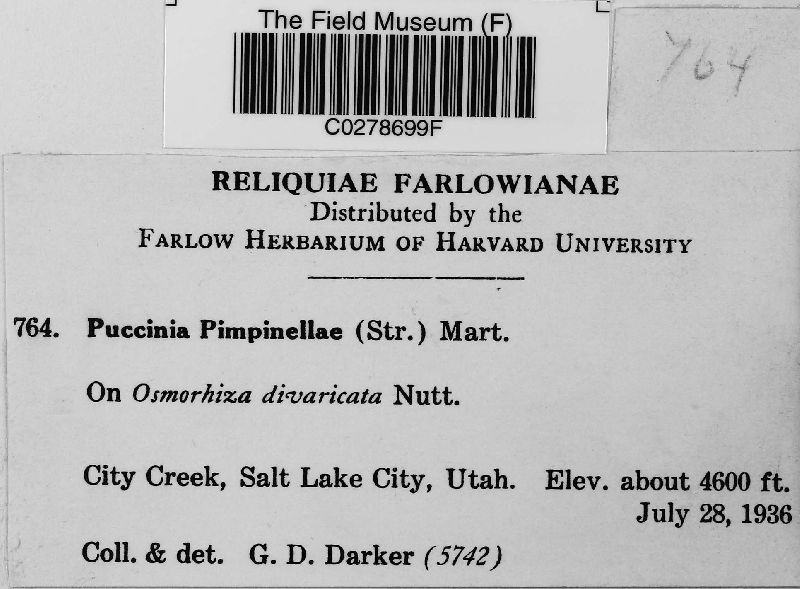 The Field Museum (F)
C0278699F
764
RELIQUIAE FARLOWIANAE
Distributed by the
FARLOW HERBARIUM OF HARVARD UNIVERSITY
764. Puccinia Pimpinellae (Str.) Mart.
On Osmorhiza divaricata Nutt.
City Creek, Salt Lake City, Utah. Elev. about 4600 ft.
July 28, 1936
Coll. & det. G. D. Darker (5742)